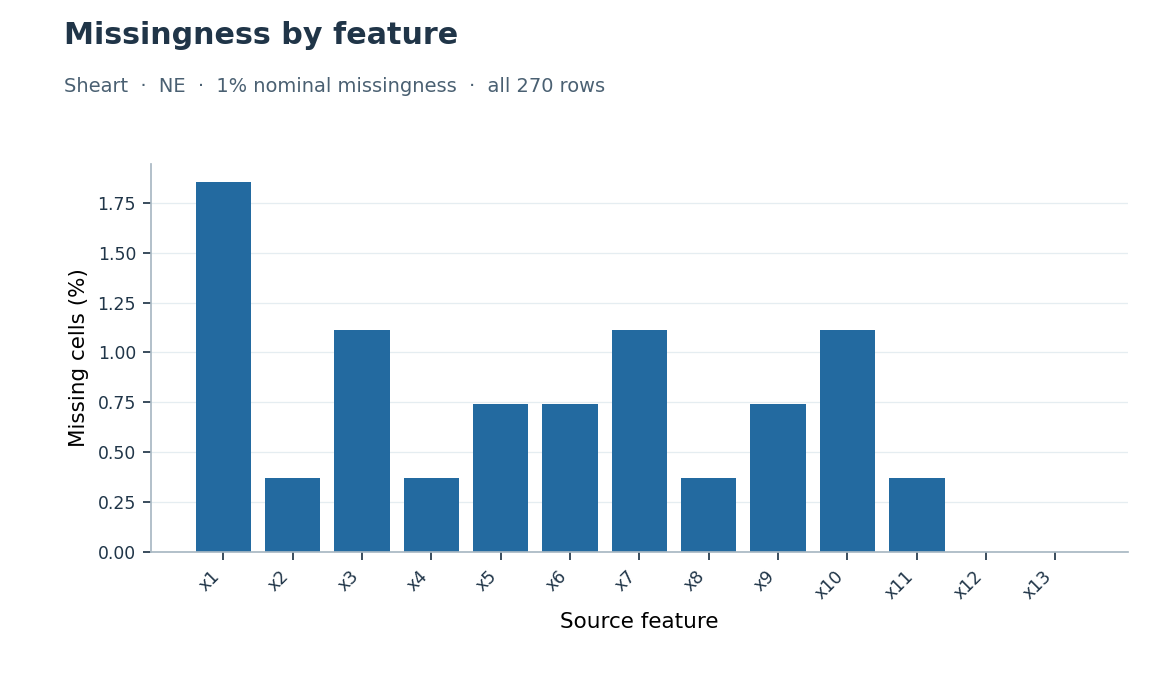 Missingness by feature
Sheart · NE · 1% nominal missingness · all 270 rows
Missing cells (%)
1.75
1.50
1.25
1.00
0.75
0.50
0.25
0.00
x1 x2 x3 x4 x5 x6 x7 x8 x9 x10 x11 x12 x13
Source feature